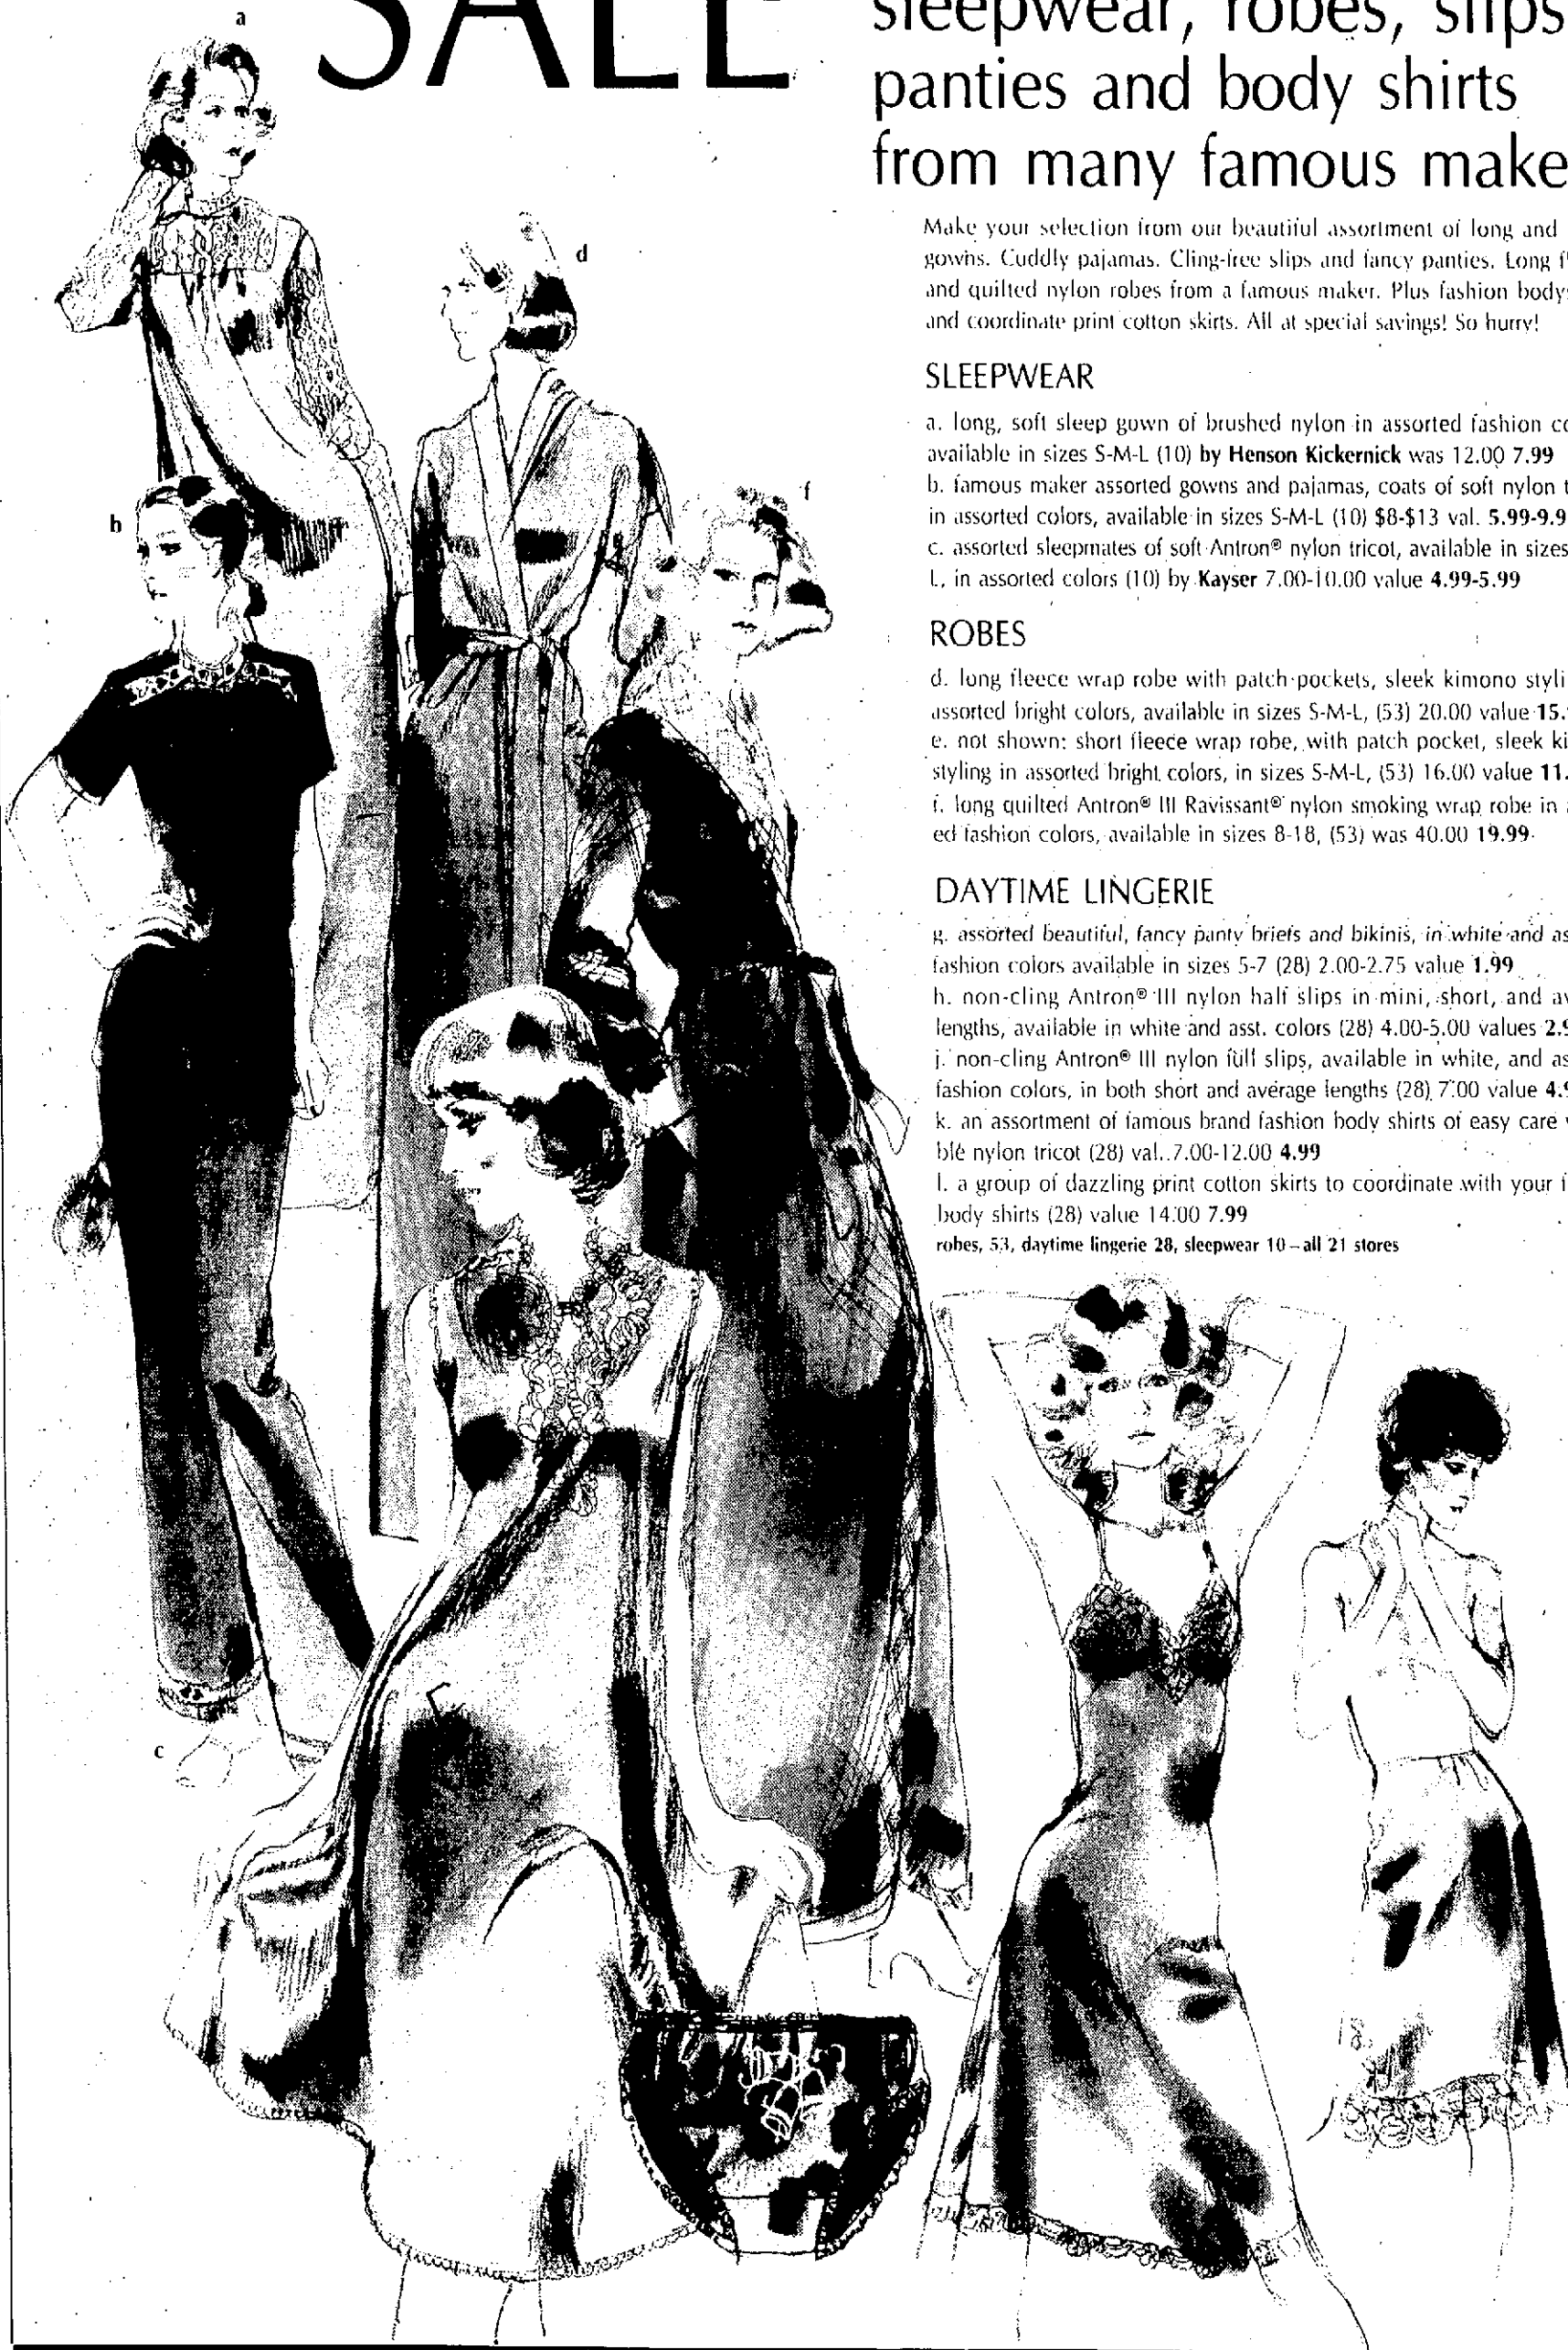 a
SALE
sleepwear, robes, slips
panties and body shirts
from many famous make
Make your selection from our beautiful assortment of long and
gowns. Cuddly pajamas. Cling-free slips and fancy panties. Long
and quilted nylon robes from a famous maker. Plus fashion body
and coordinate print cotton skirts. All at special savings! So hurry!
d
SLEEPWEAR
a. long, soft sleep gown of brushed nylon in assorted fashion co
available in sizes S-M-L (10) by Henson Kickernick was 12.00 7.99
b. famous maker assorted gowns and pajamas, coats of soft nylon t
in assorted colors, available in sizes S-M-L (10) $8-$13 val. 5.99-9.9
c. assorted sleepmates of soft Antron® nylon tricot, available in sizes
L, in assorted colors (10) by Kayser 7.00-10.00 value 4.99-5.99
f
b
ROBES
d. long fleece wrap robe with patch pockets, sleek kimono styli
assorted bright colors, available in sizes S-M-L, (53) 20.00 value 15.
e. not shown: short fleece wrap robe, with patch pocket, sleek ki
styling in assorted bright colors, in sizes S-M-L, (53) 16.00 value 11.
f. long quilted Antron® III Ravissant® nylon smoking wrap robe in
ed fashion colors, available in sizes 8-18, (53) was 40.00 19.99
DAYTIME LINGERIE
g. assorted beautiful, fancy panty briefs and bikinis, in white and as
fashion colors available in sizes 5-7 (28) 2.00-2.75 value 1.99
h. non-cling Antron® III nylon half slips in mini, short, and av
lengths, available in white and asst. colors (28) 4.00-5.00 values 2.9
j. non-cling Antron® III nylon full slips, available in white, and as
fashion colors, in both short and average lengths (28) 7.00 value 4.9
k. an assortment of famous brand fashion body shirts of easy care
ble nylon tricot (28) val. 7.00-12.00 4.99
l. a group of dazzling print cotton skirts to coordinate with your f
body shirts (28) value 14.00 7.99
robes, 53, daytime lingerie 28, sleepwear 10–all 21 stores
c